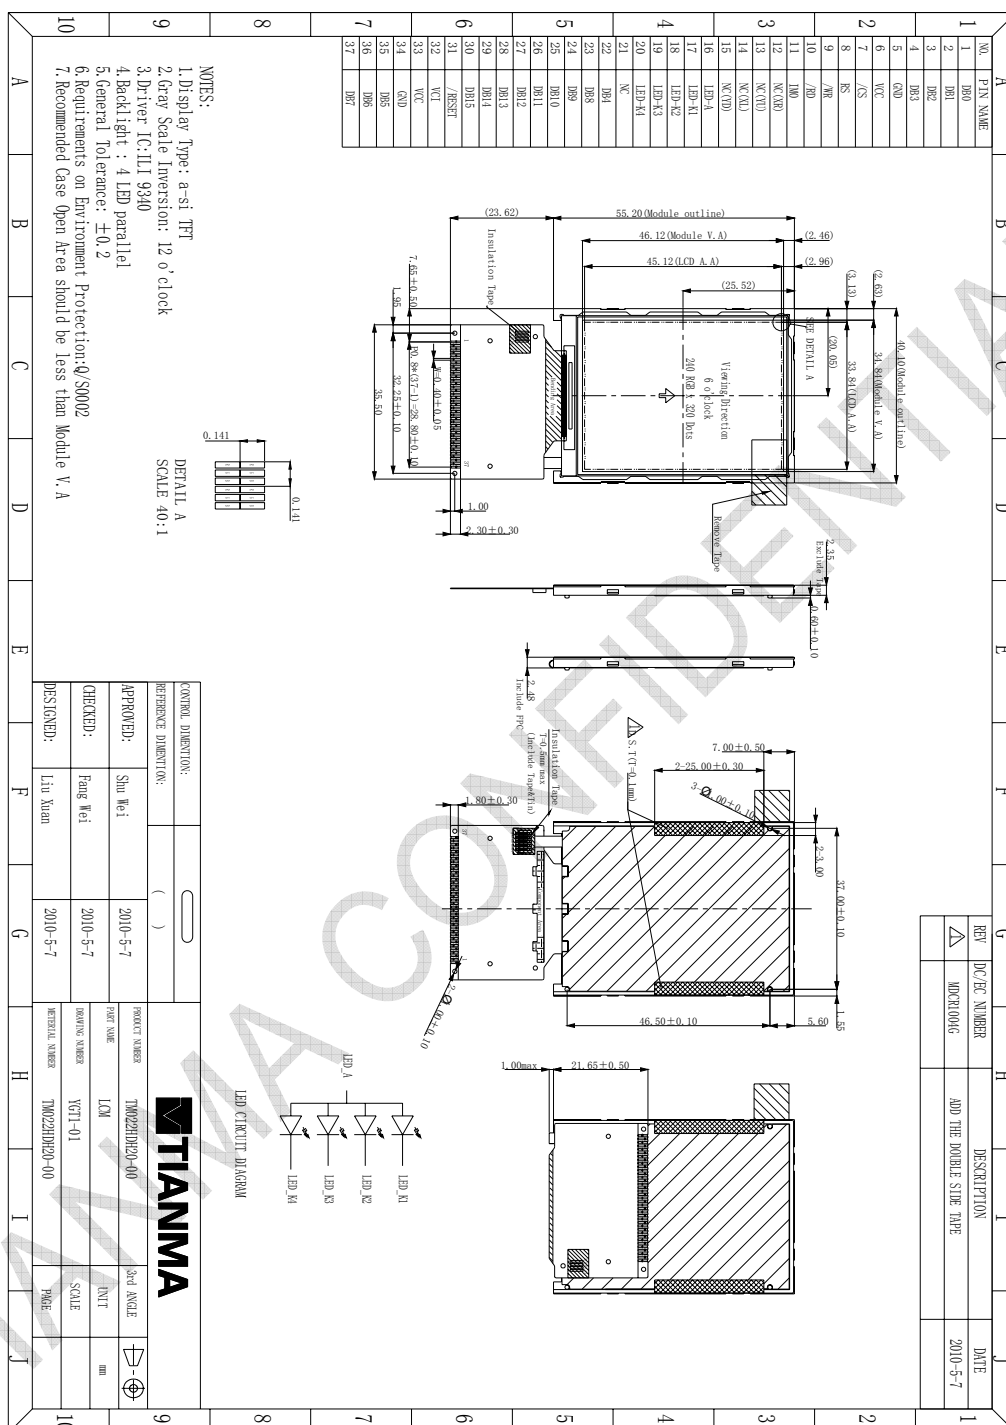 NO. PIN NAME
1 DB0
2 DB1
3 DB2
4 DB3
5 GND
6 VCC
7 /CS
8 RS
9 /WR
10 /RD
11 IM0
12 NC(XR)
13 NC(YU)
14 NC(XL)
15 NC(YD)
16 LED-A
17 LED-K1
18 LED-K2
19 LED-K3
20 LED-K4
21 NC
22 DB4
23 DB8
24 DB9
25 DB10
26 DB11
27 DB12
28 DB13
29 DB14
30 DB15
31 /RESET
32 VCI
33 VCC
34 GND
35 DB5
36 DB6
37 DB7
REV DC/EC NUMBER DESCRIPTION DATE
MDCR1004G ADD THE DOUBLE SIDE TAPE 2010-5-7
40.10(Module outline)
34.84(Module V.A)
33.84(LCD A.A)
(20.05)
(2.63)
(3.13)
(2.46)
(2.96)
55.20(Module outline)
46.12(Module V.A)
45.12(LCD A.A)
(25.52)
(23.62)
SEE DETAIL A
Viewing Direction
6 o'clock
240 RGB x 320 Dots
Remove Tape
Insulation Tape
7.65±0.50
1.95
W=0.40±0.05
P0.8*(37-1)=28.80±0.10
32.25±0.10
35.50
1.00
2.30±0.30
2.35
Exclude Tape
0.60±0.10
2.48
Include FPC
7.00±0.50
2-25.00±0.30
S.T(T=0.1mm)
2-3.00
37.00±0.10
1.55
5.60
46.50±0.10
Insulation Tape
T=0.5mm max
(Include Tape&Tin)
1.80±0.30
1.00max
21.65±0.50
LED_A
LED_K1
LED_K2
LED_K3
LED_K4
LED CIRCUIT DIAGRAM
0.141
0.141
DETAIL A
SCALE 40:1
NOTES:
1.Display Type: a-si TFT
2.Gray Scale Inversion: 12 o'clock
3.Driver IC:ILI 9340
4.Backlight : 4 LED parallel
5.General Tolerance: ±0.2
6.Requirements on Environment Protection:Q/S0002
7.Recommended Case Open Area should be less than Module V.A
CONTROL DIMENTION:
REFERENCE DIMENTION: ( )
APPROVED: Shu Wei 2010-5-7
CHECKED: Fang Wei 2010-5-7
DESIGNED: Liu Xuan 2010-5-7
TIANMA
PRODUCT NUMBER TM022HDH20-00 3rd ANGLE
PART NAME LCM UNIT mm
DRAWING NUMBER YGT1-01 SCALE
METERIAL NUMBER TM022HDH20-00 PAGE
TIANMA CONFIDENTIAL